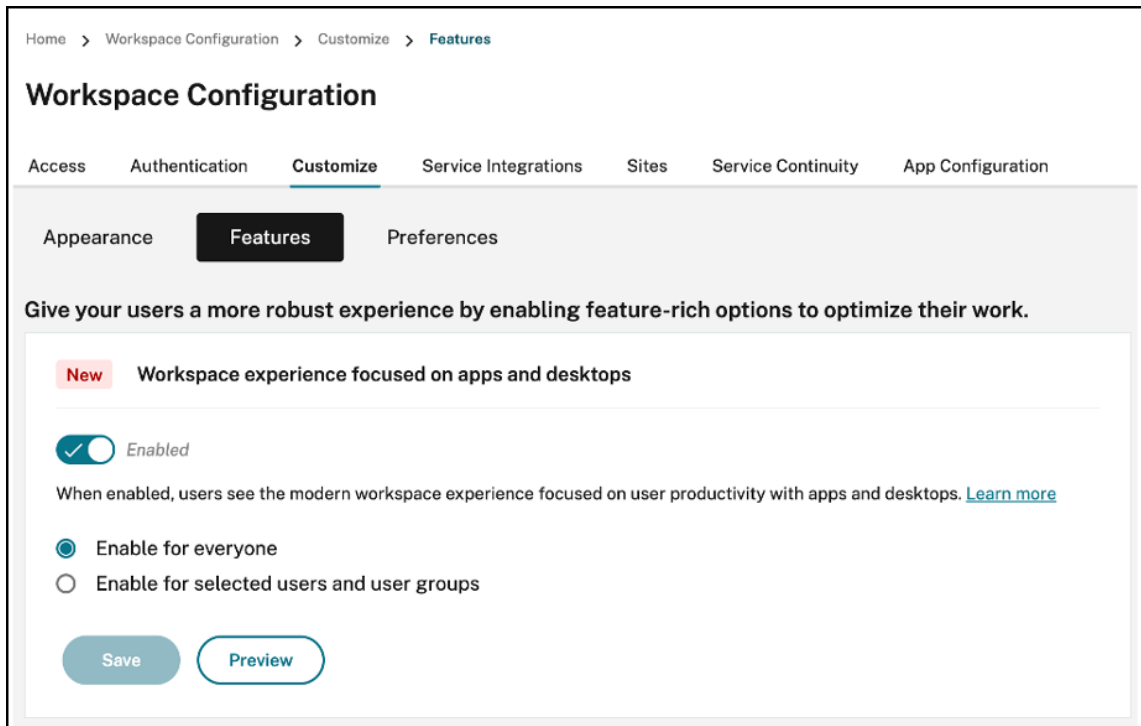 Home > Workspace Configuration > Customize > Features
Workspace Configuration
Access Authentication Customize Service Integrations Sites Service Continuity App Configuration
Appearance Features Preferences
Give your users a more robust experience by enabling feature-rich options to optimize their work.
New Workspace experience focused on apps and desktops
Enabled
When enabled, users see the modern workspace experience focused on user productivity with apps and desktops. Learn more
Enable for everyone
Enable for selected users and user groups
Save Preview